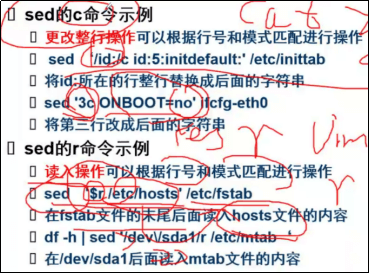 sed的c命令示例
更改整行操作可以根据行号和模式匹配进行操作
sed '/id:/c id:5:initdefault:' /etc/inittab
将id:所在的行整行替换成后面的字符串
sed '3c ONBOOT=no' ifcfg-eth0
将第三行改成后面的字符串
sed的r命令示例
读入操作可以根据行号和模式匹配进行操作
sed '$r /etc/hosts' /etc/fstab
在fstab文件的末尾后面读入hosts文件的内容
df -h | sed '/dev\/sda1/r /etc/mtab '
在/dev/sda1后面读入mtab文件的内容
cat
r
vim
r